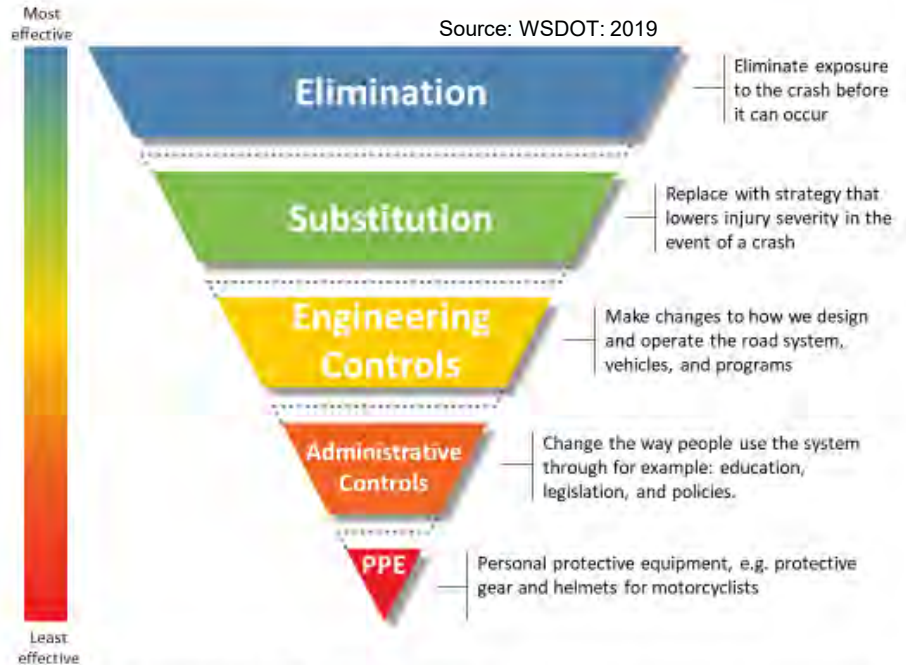 Most
effective
Source: WSDOT: 2019
Elimination
Eliminate exposure
to the crash before
it can occur
Substitution
Replace with strategy that
lowers injury severity in the
event of a crash
Engineering
Controls
Make changes to how we design
and operate the road system,
vehicles, and programs
Administrative
Controls
Change the way people use the system
through for example: education,
legislation, and policies.
PPE
Personal protective equipment, e.g. protective
gear and helmets for motorcyclists
Least
effective